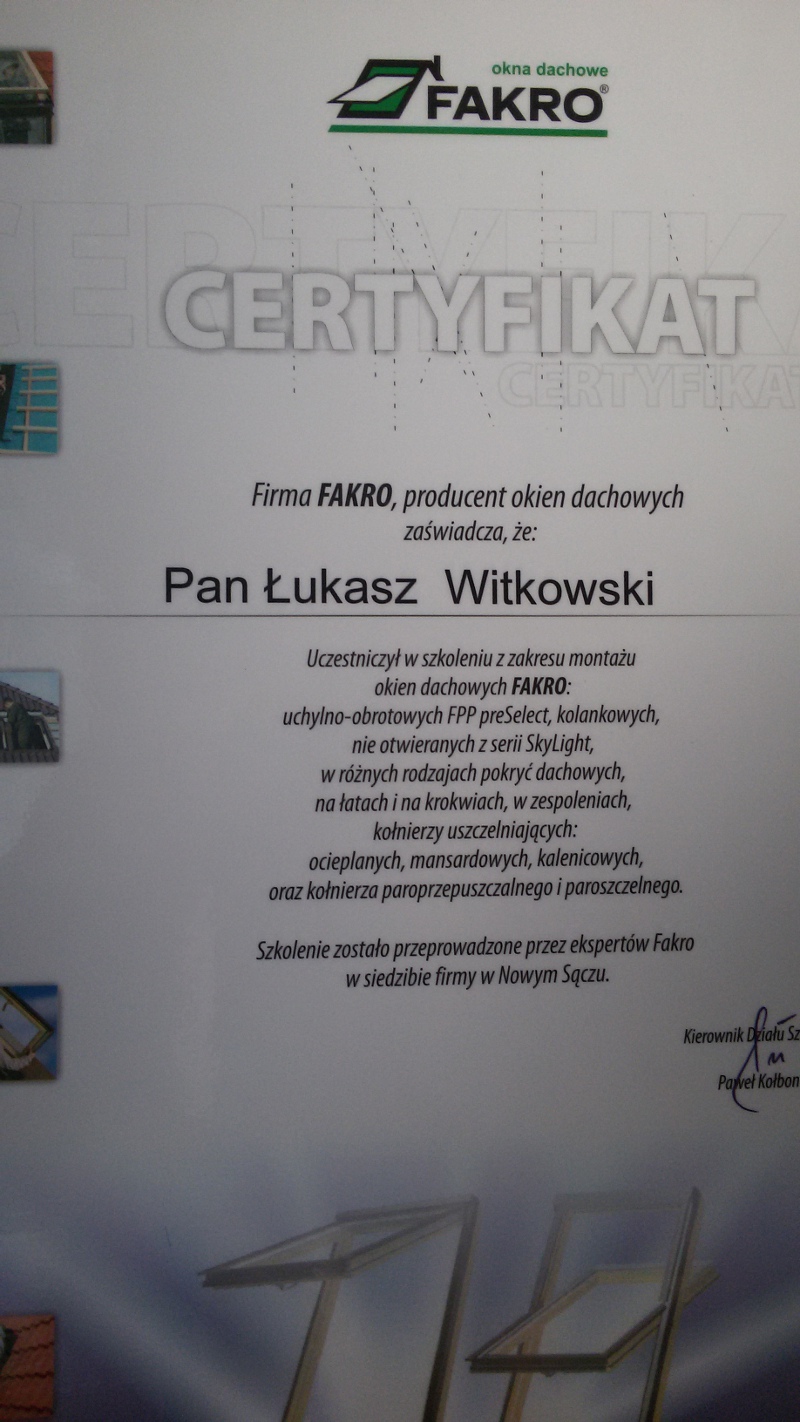 okna dachowe
FAKRO®
CERTYFIKAT
CERTYFIKAT
CERTYFIKAT
Firma FAKRO, producent okien dachowych
zaświadcza, że:
Pan Łukasz Witkowski
Uczestniczył w szkoleniu z zakresu montażu
okien dachowych FAKRO:
uchylno-obrotowych FPP preSelect, kolankowych,
nie otwieranych z serii SkyLight,
w różnych rodzajach pokryć dachowych,
na łatach i na krokwiach, w zespoleniach,
kołnierzy uszczelniających:
ocieplanych, mansardowych, kalenicowych,
oraz kołnierza paroprzepuszczalnego i paroszczelnego.
Szkolenie zostało przeprowadzone przez ekspertów Fakro
w siedzibie firmy w Nowym Sączu.
Kierownik Działu Sz
Paweł Kołbon